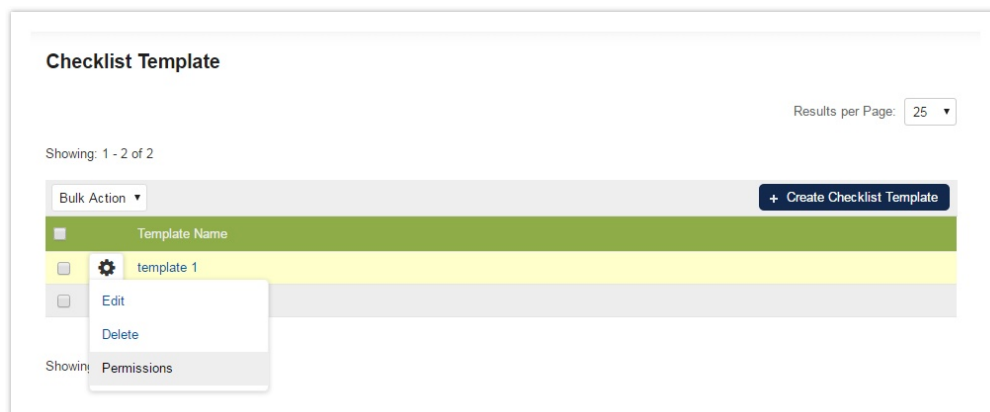 Checklist Template
Results per Page: 25
Showing: 1 - 2 of 2
Bulk Action
+ Create Checklist Template
Template Name
template 1
Edit
Delete
Showing
Permissions